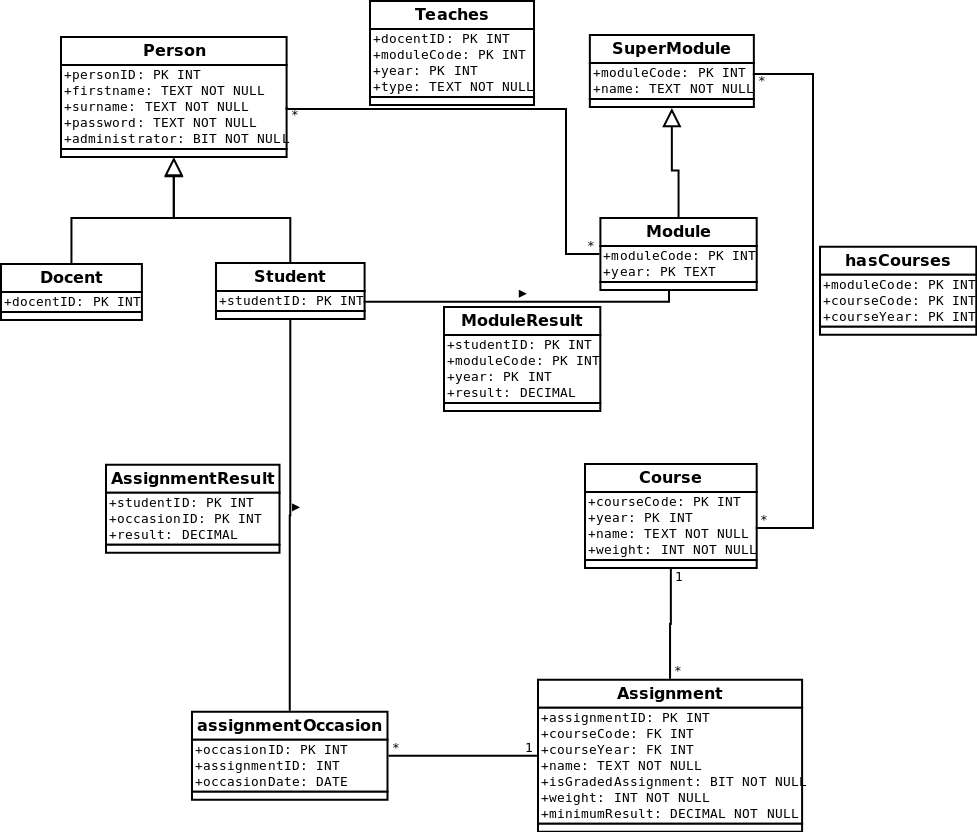 Teaches
+docentID: PK INT
+moduleCode: PK INT
+year: PK INT
+type: TEXT NOT NULL
Person
+personID: PK INT
+firstname: TEXT NOT NULL
+surname: TEXT NOT NULL
+password: TEXT NOT NULL
+administrator: BIT NOT NULL
*
SuperModule
+moduleCode: PK INT
+name: TEXT NOT NULL
*
Module
+moduleCode: PK INT
+year: PK TEXT
*
hasCourses
+moduleCode: PK INT
+courseCode: PK INT
+courseYear: PK INT
Docent
+docentID: PK INT
Student
+studentID: PK INT
ModuleResult
+studentID: PK INT
+moduleCode: PK INT
+year: PK INT
+result: DECIMAL
AssignmentResult
+studentID: PK INT
+occasionID: PK INT
+result: DECIMAL
Course
+courseCode: PK INT
+year: PK INT
+name: TEXT NOT NULL
+weight: INT NOT NULL
*
1
*
assignmentOccasion
+occasionID: PK INT
+assignmentID: INT
+occasionDate: DATE
*
1
Assignment
+assignmentID: PK INT
+courseCode: FK INT
+courseYear: FK INT
+name: TEXT NOT NULL
+isGradedAssignment: BIT NOT NULL
+weight: INT NOT NULL
+minimumResult: DECIMAL NOT NULL